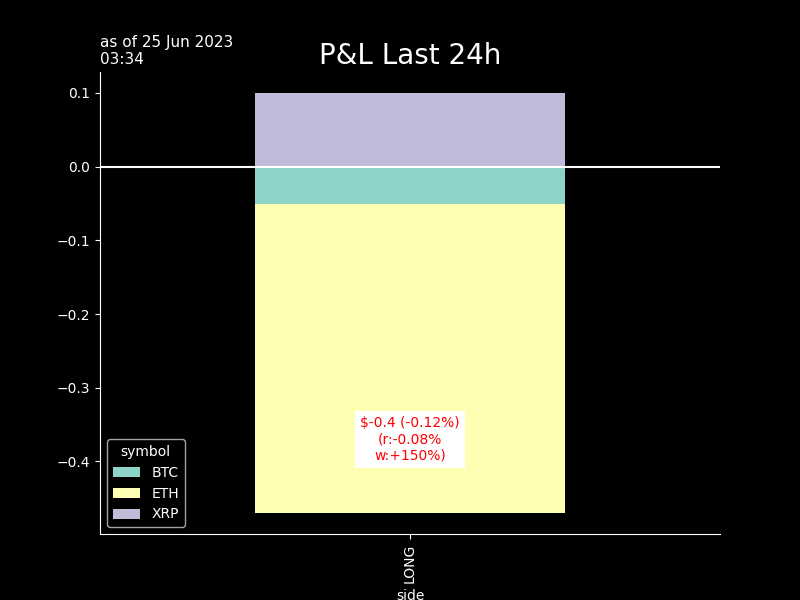 as of 25 Jun 2023
03:34
P&L Last 24h
0.1
0.0
−0.1
−0.2
−0.3
−0.4
$-0.4 (-0.12%)
(r:-0.08%
w:+150%)
symbol
BTC
ETH
XRP
LONG
side